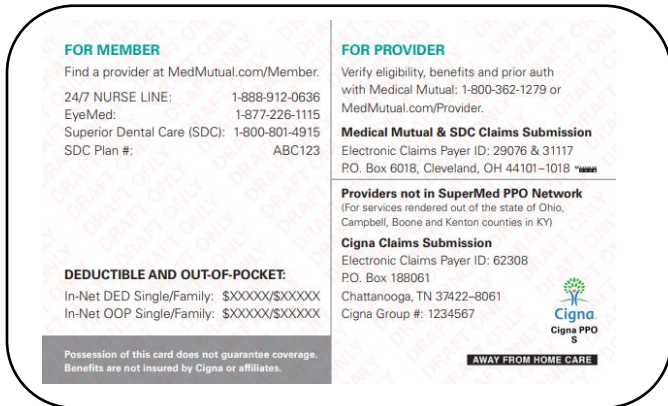 FOR MEMBER
Find a provider at MedMutual.com/Member.
24/7 NURSE LINE: 1-888-912-0636
EyeMed: 1-877-226-1115
Superior Dental Care (SDC): 1-800-801-4915
SDC Plan #: ABC123
DEDUCTIBLE AND OUT-OF-POCKET:
In-Net DED Single/Family: $XXXXX/$XXXXX
In-Net OOP Single/Family: $XXXXX/$XXXXX
Possession of this card does not guarantee coverage.
Benefits are not insured by Cigna or affiliates.
FOR PROVIDER
Verify eligibility, benefits and prior auth
with Medical Mutual: 1-800-362-1279 or
MedMutual.com/Provider.
Medical Mutual & SDC Claims Submission
Electronic Claims Payer ID: 29076 & 31117
P.O. Box 6018, Cleveland, OH 44101–1018
Providers not in SuperMed PPO Network
(For services rendered out of the state of Ohio,
Campbell, Boone and Kenton counties in KY)
Cigna Claims Submission
Electronic Claims Payer ID: 62308
P.O. Box 188061
Chattanooga, TN 37422–8061
Cigna Group #: 1234567
Cigna
Cigna PPO
S
AWAY FROM HOME CARE
DRAFT ONLY